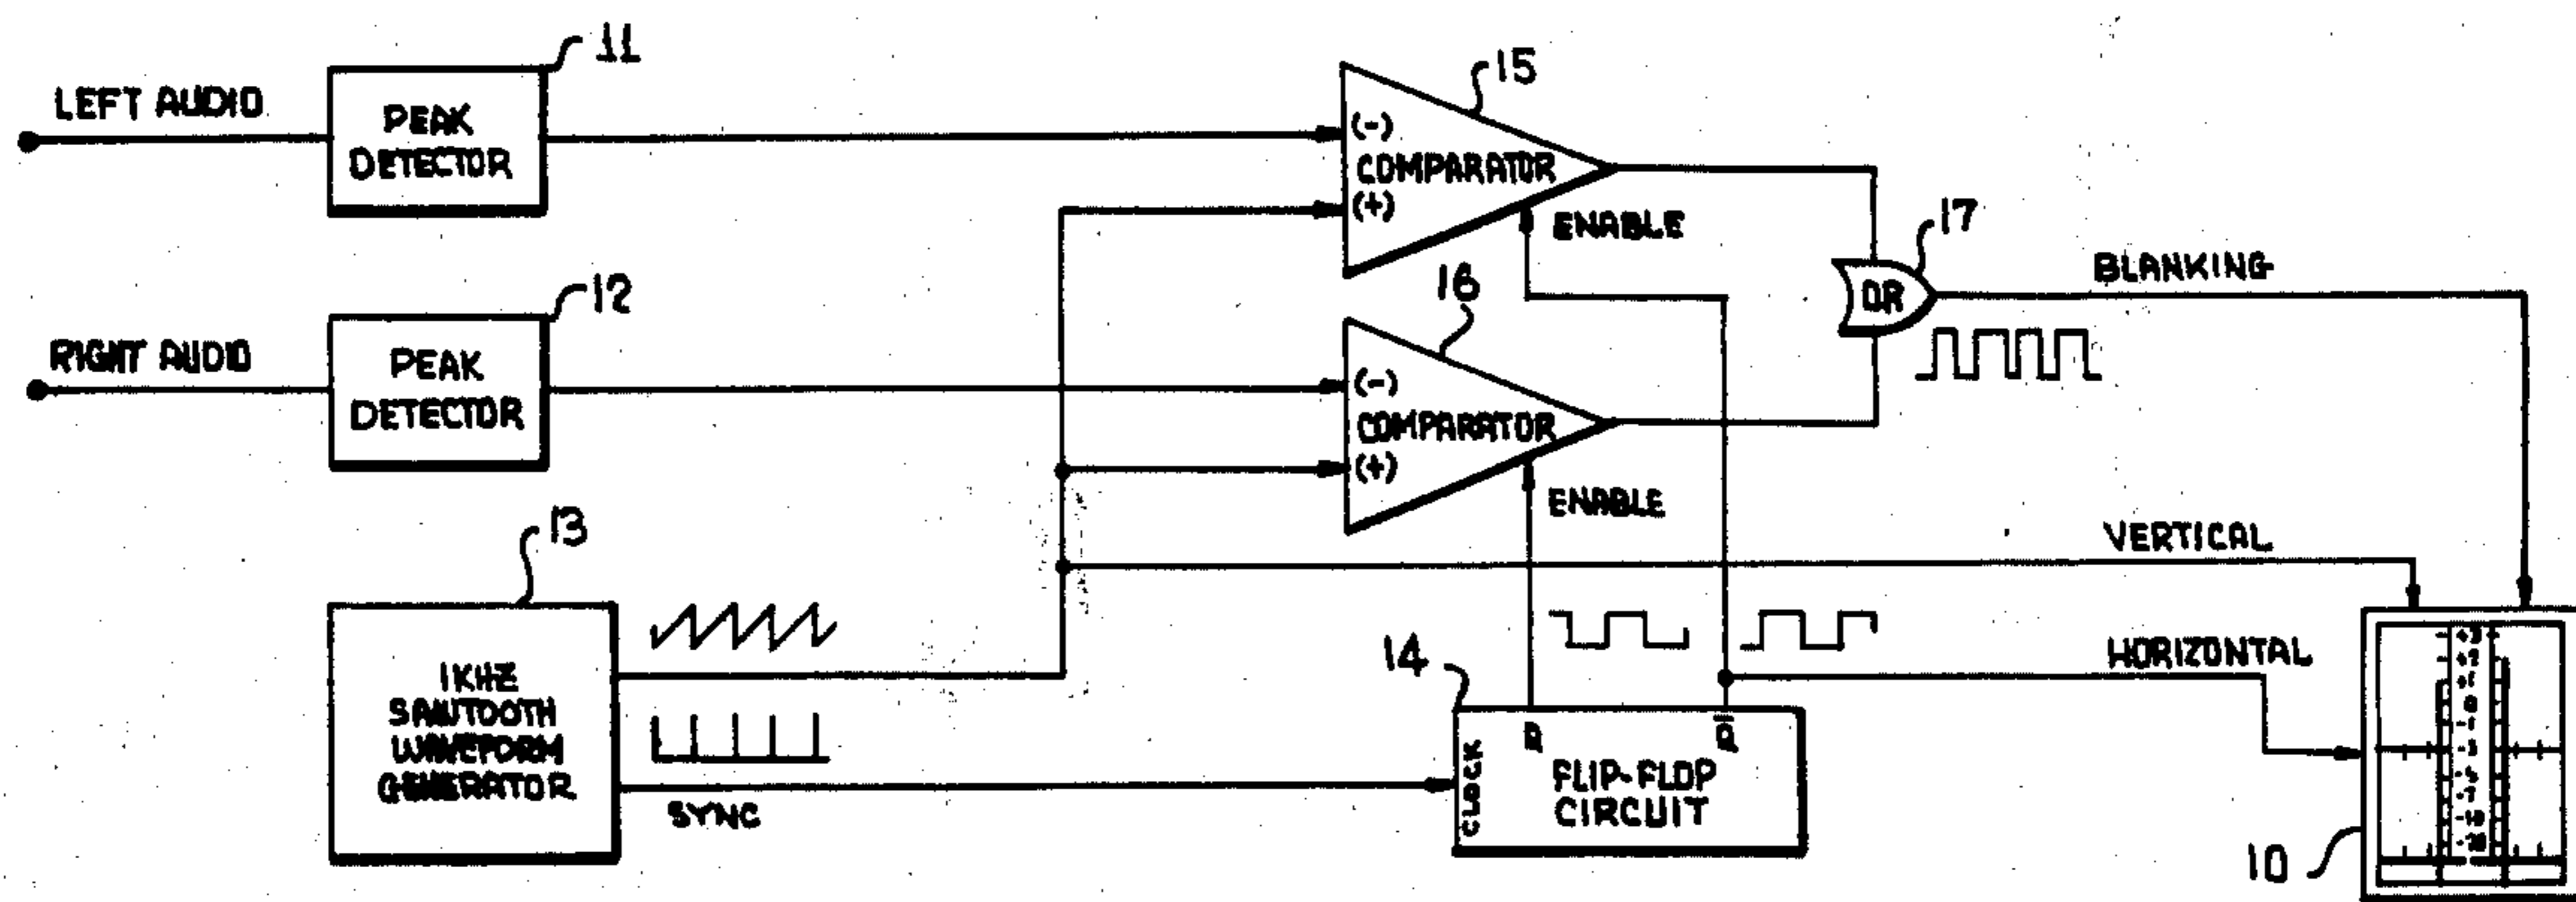 LEFT AUDIO
PEAK
DETECTOR
11
(-)
COMPARATOR
(+)
15
ENABLE
RIGHT AUDIO
PEAK
DETECTOR
12
(-)
COMPARATOR
(+)
16
ENABLE
OR
17
BLANKING
VERTICAL
HORIZONTAL
13
1KHZ
SAWTOOTH
WAVEFORM
GENERATOR
SYNC
14
CLOCK
Q
Q̅
FLIP-FLOP
CIRCUIT
10